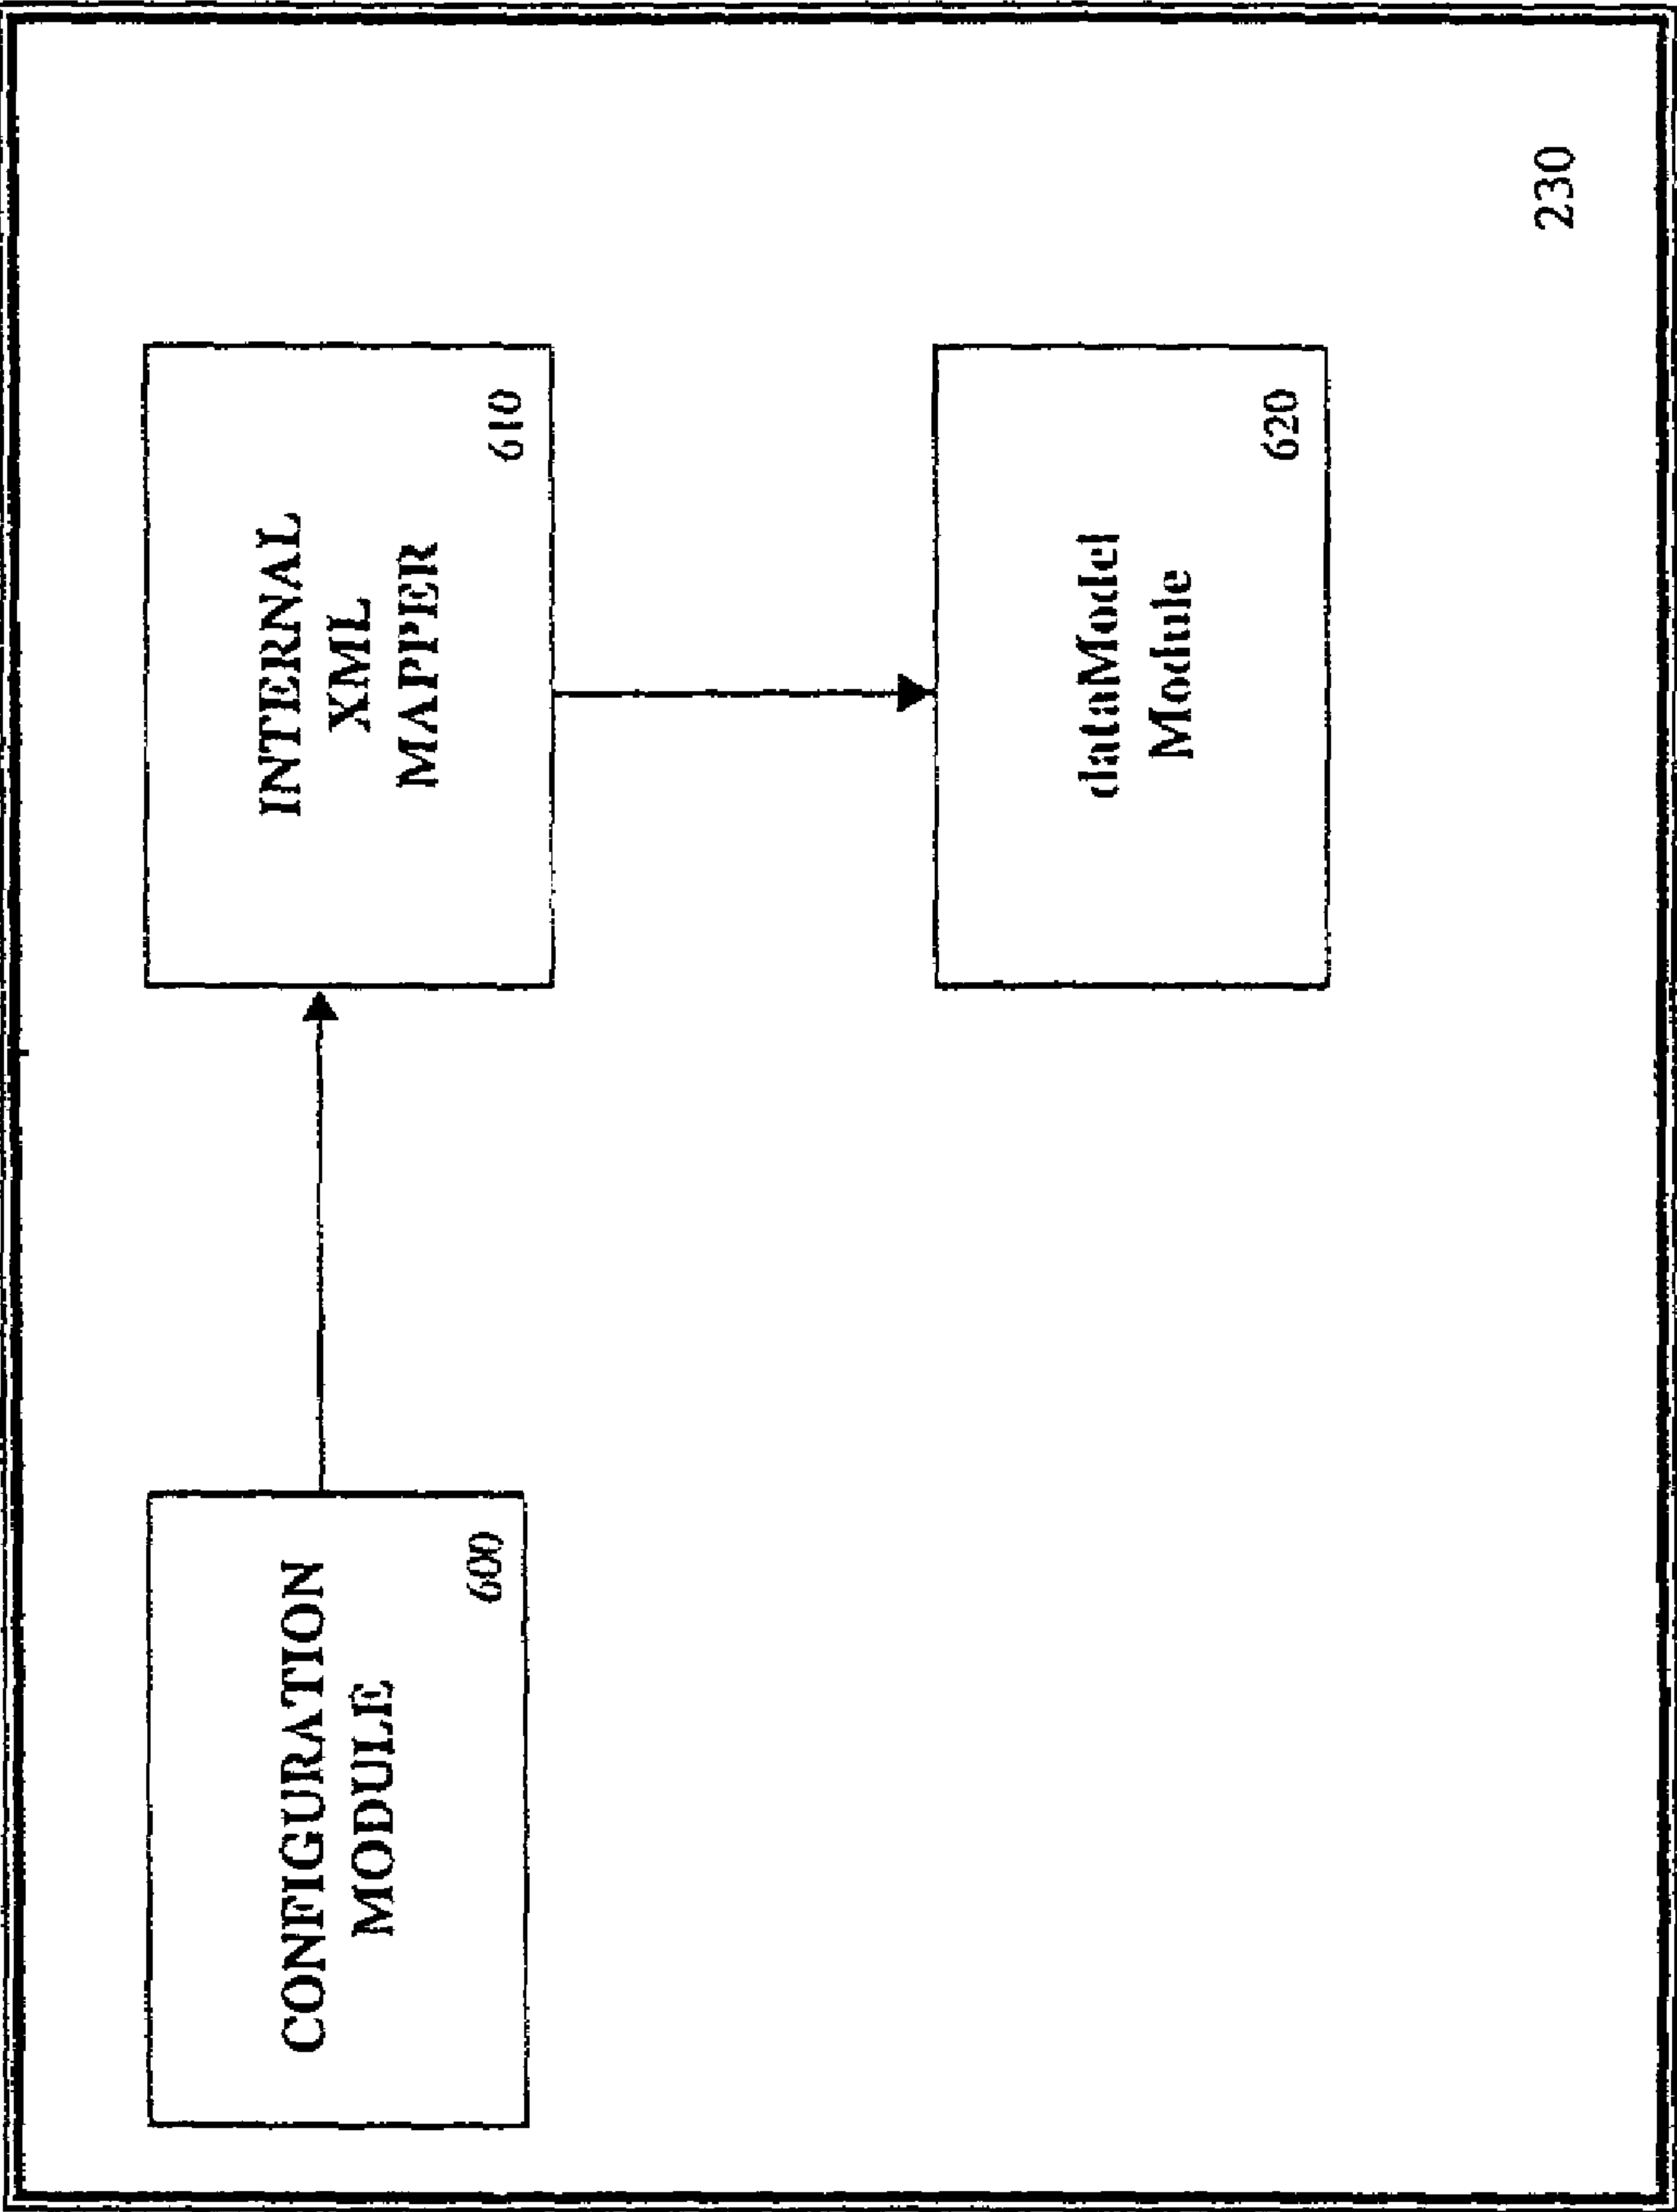 CONFIGURATION
MODULE
600
INTERNAL
XML
MAPPER
610
dataModel
Module
620
230